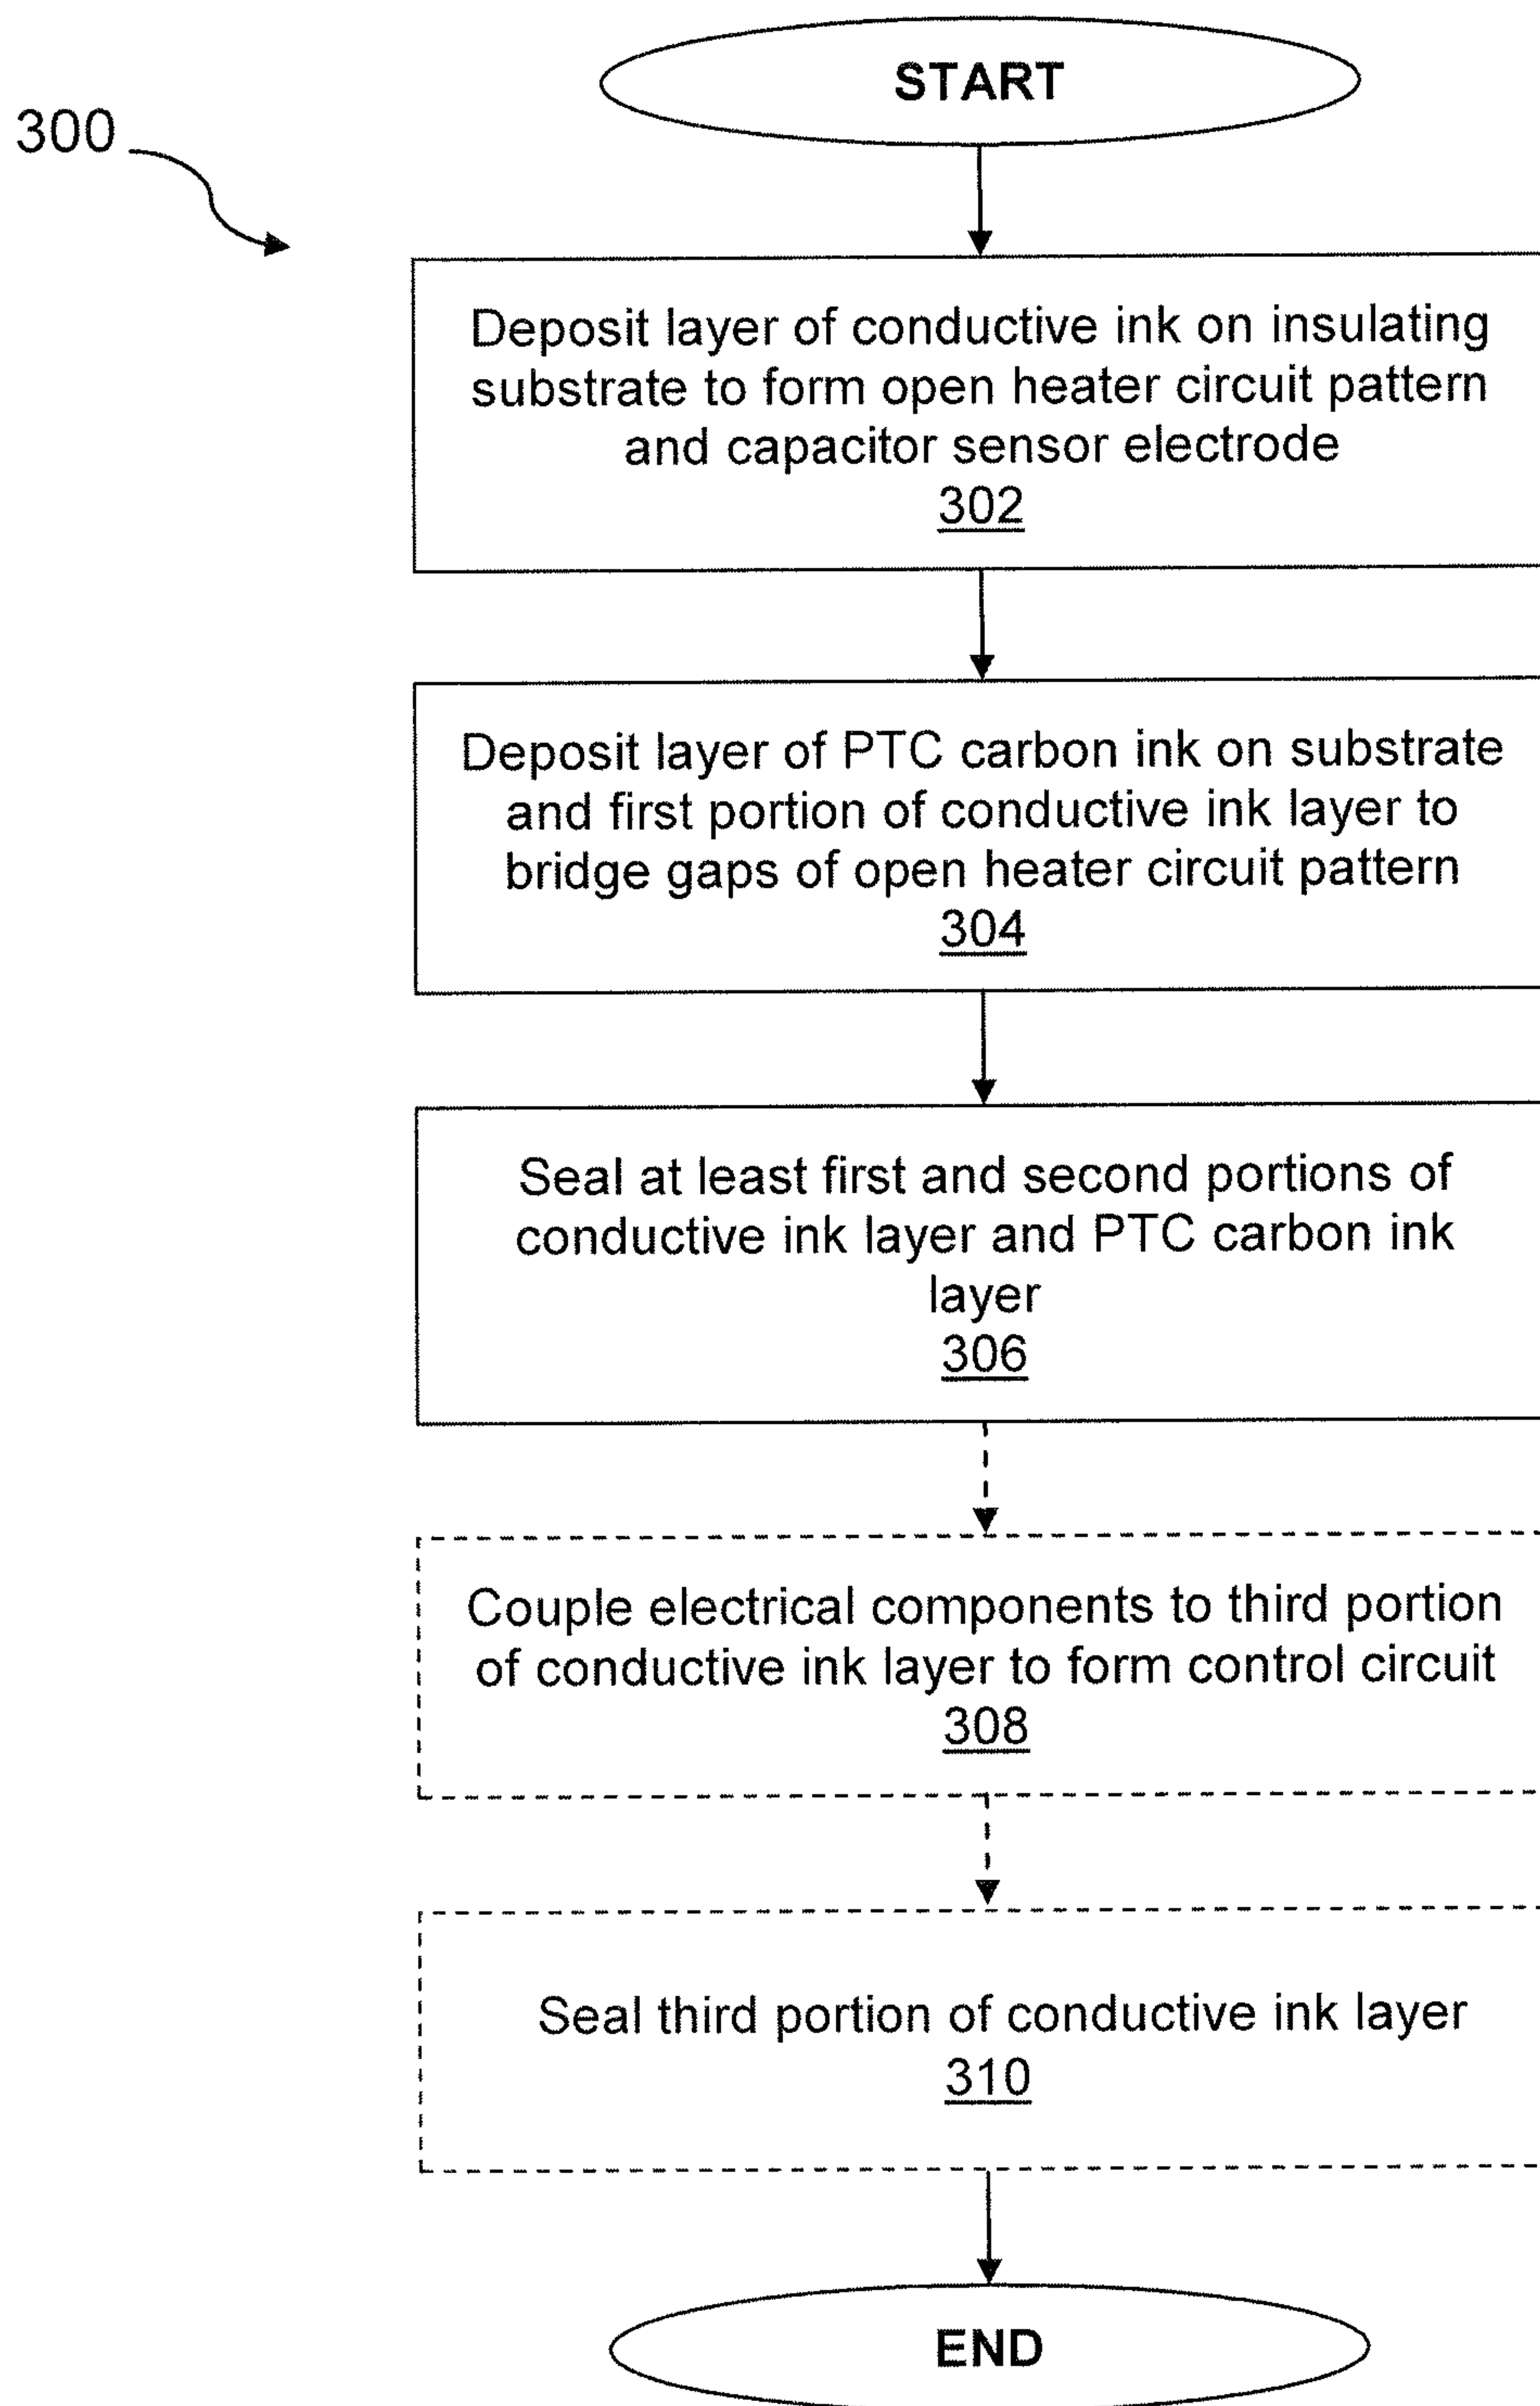 START
300
Deposit layer of conductive ink on insulating
substrate to form open heater circuit pattern
and capacitor sensor electrode
302
Deposit layer of PTC carbon ink on substrate
and first portion of conductive ink layer to
bridge gaps of open heater circuit pattern
304
Seal at least first and second portions of
conductive ink layer and PTC carbon ink
layer
306
Couple electrical components to third portion
of conductive ink layer to form control circuit
308
Seal third portion of conductive ink layer
310
END